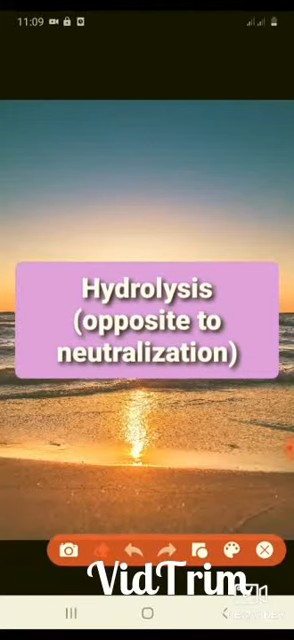 11:09
Hydrolysis
(opposite to
neutralization)
VidTrim